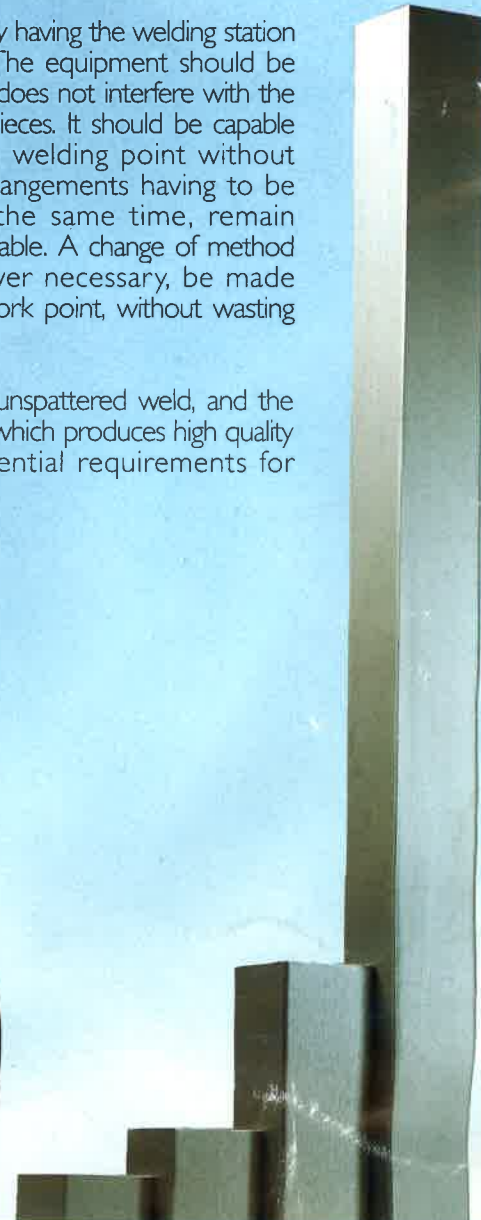 having the welding station
The equipment should be
does not interfere with the
ieces. It should be capable
welding point without
angements having to be
the same time, remain
able. A change of method
ver necessary, be made
ork point, without wasting
unspattered weld, and the
which produces high quality
ential requirements for